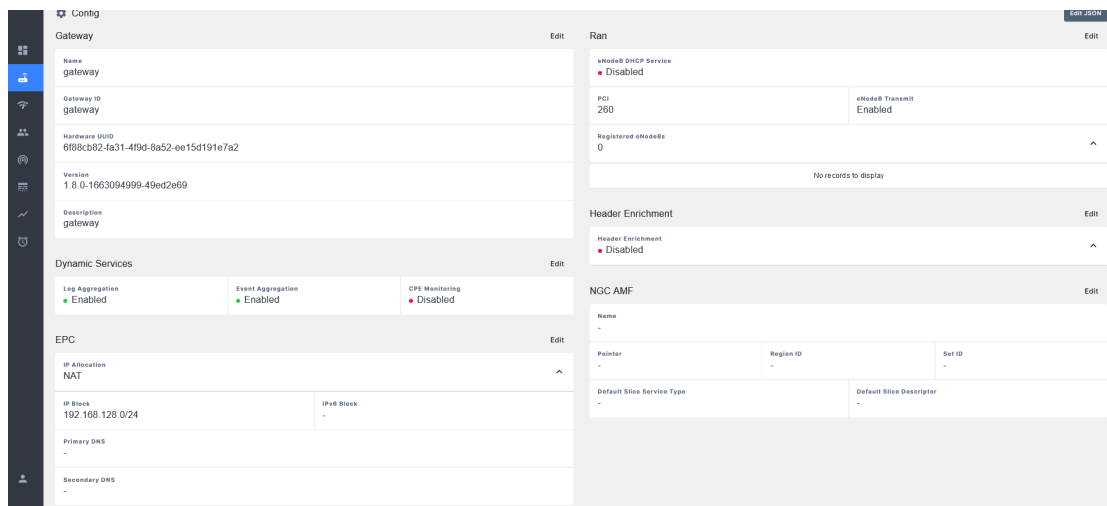 Config
Edit JSON
Gateway Edit
Name
gateway
Gateway ID
gateway
Hardware UUID
6f88cb82-fa31-4f9d-8a52-ee15d191e7a2
Version
1.8.0-1663094999-49ed2e69
Description
gateway
Dynamic Services Edit
Log Aggregation Event Aggregation CPE Monitoring
Enabled Enabled Disabled
EPC Edit
IP Allocation
NAT
IP Block IPv6 Block
192.168.128.0/24 -
Primary DNS
-
Secondary DNS
-
Ran Edit
eNodeB DHCP Service
Disabled
PCI eNodeB Transmit
260 Enabled
Registered eNodeBs
0
No records to display
Header Enrichment Edit
Header Enrichment
Disabled
NGC AMF Edit
Name
-
Pointer Region ID Set ID
- - -
Default Slice Service Type Default Slice Descriptor
- -